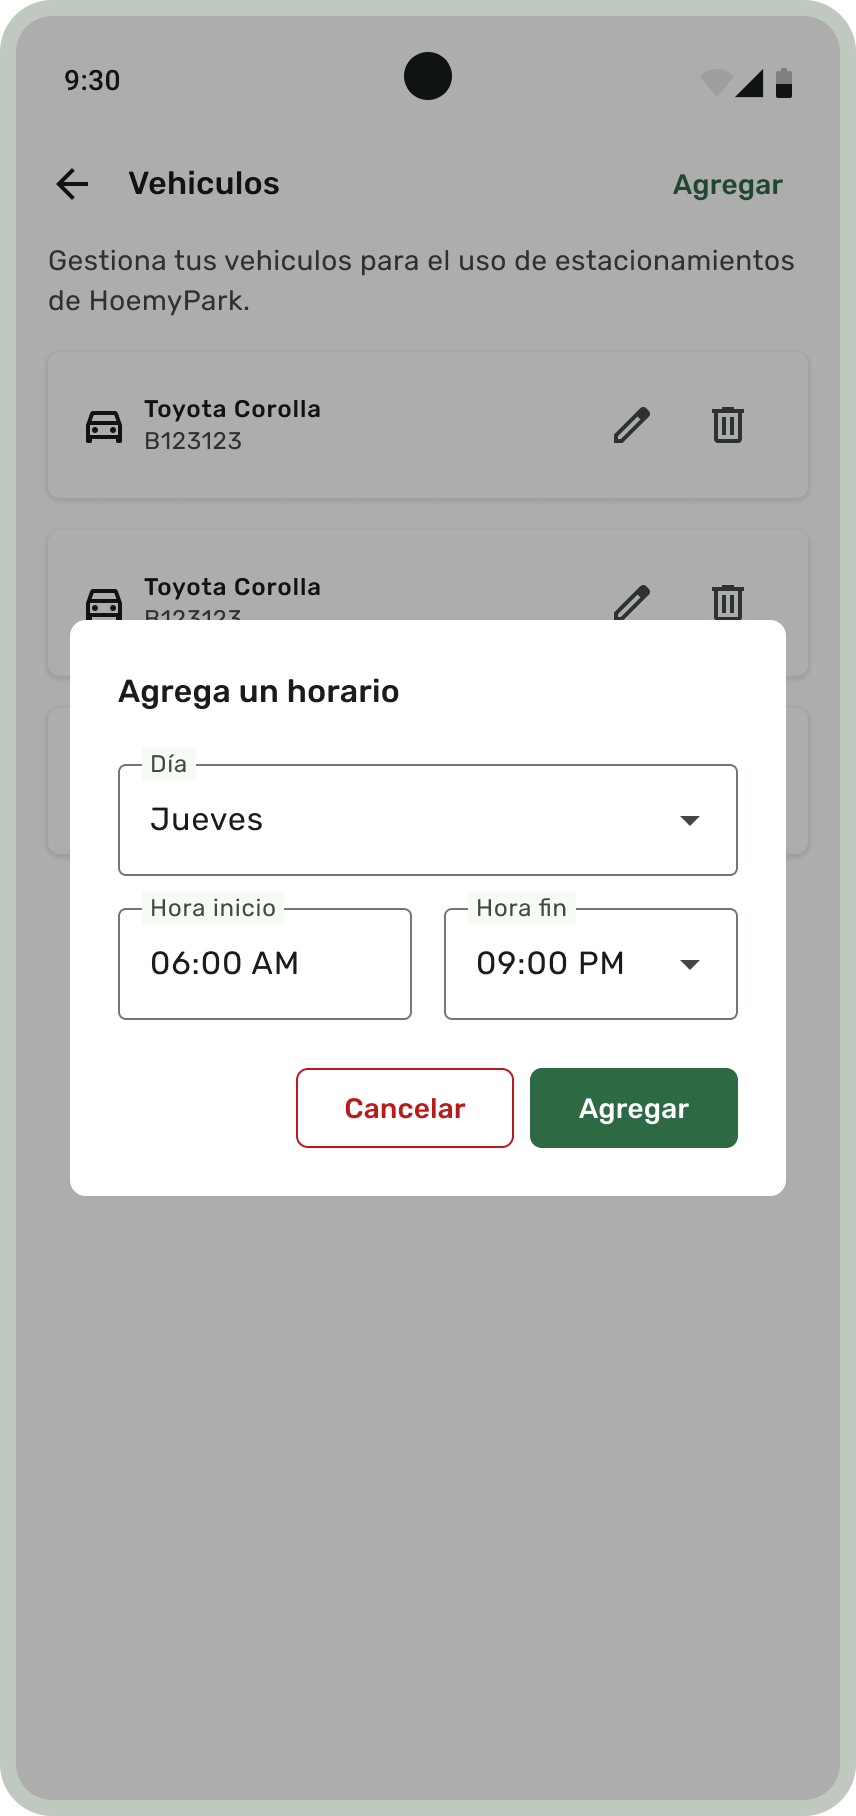 9:30
Vehiculos
Agregar
Gestiona tus vehiculos para el uso de estacionamientos
de HoemyPark.
Toyota Corolla
B123123
Toyota Corolla
B123123
Agrega un horario
Día
Jueves
Hora inicio
Hora fin
06:00 AM
09:00 PM
Cancelar
Agregar